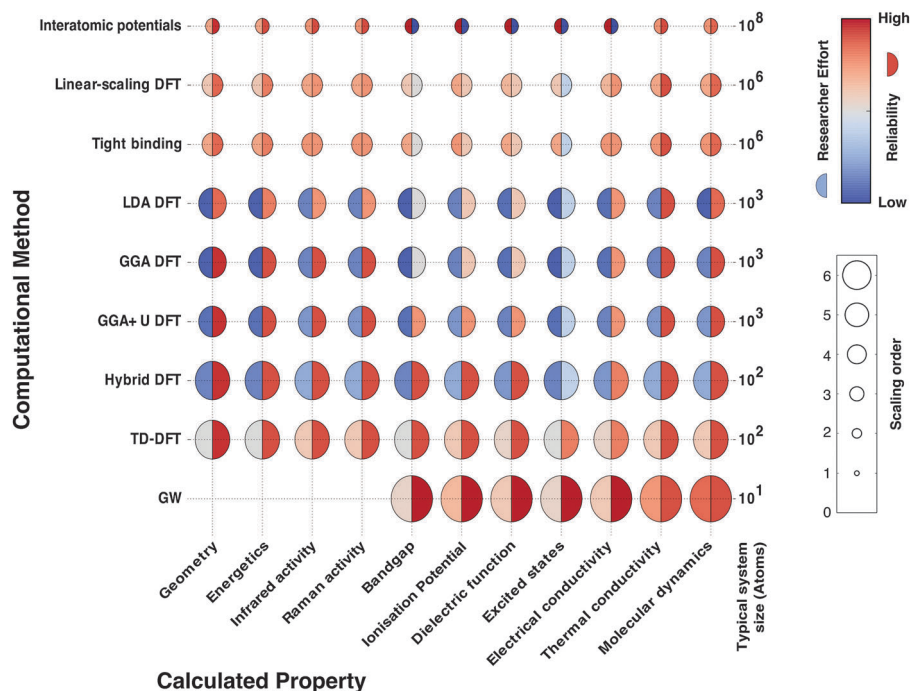 Computational Method
Interatomic potentials
Linear-scaling DFT
Tight binding
LDA DFT
GGA DFT
GGA+ U DFT
Hybrid DFT
TD-DFT
GW
10^8
10^6
10^6
10^3
10^3
10^3
10^2
10^2
10^1
Geometry
Energetics
Infrared activity
Raman activity
Bandgap
Ionisation Potential
Dielectric function
Excited states
Electrical conductivity
Thermal conductivity
Molecular dynamics
Typical system
size (Atoms)
Calculated Property
Researcher Effort
High
Low
Reliability
6
5
4
3
2
1
0
Scaling order